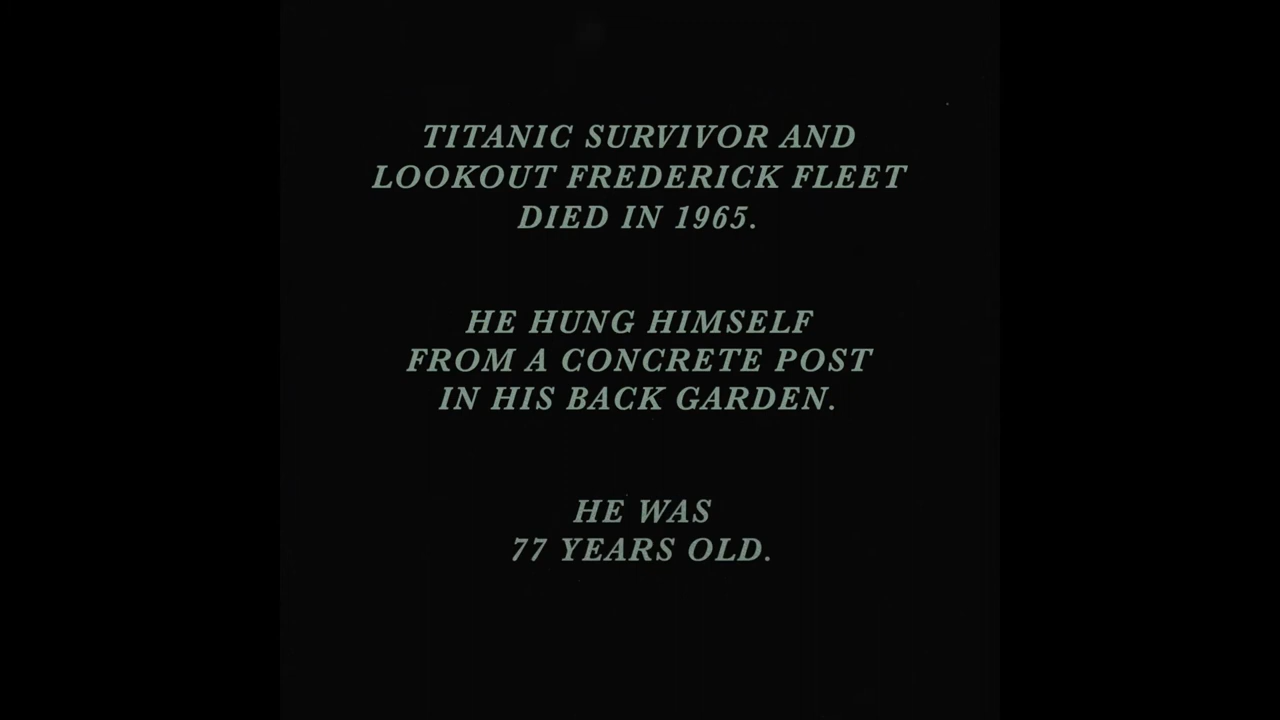 TITANIC SURVIVOR AND
LOOKOUT FREDERICK FLEET
DIED IN 1965.
HE HUNG HIMSELF
FROM A CONCRETE POST
IN HIS BACK GARDEN.
HE WAS
77 YEARS OLD.